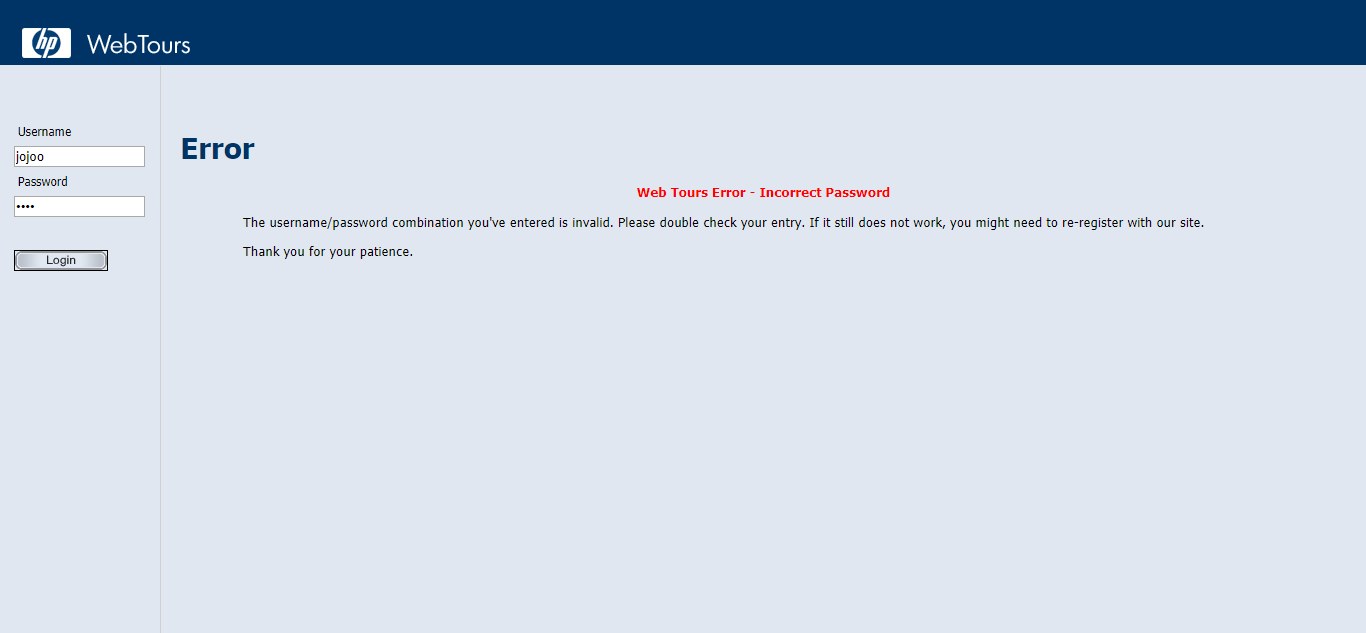 hp WebTours
Username
jojoo
Password
••••
Login
Error
Web Tours Error - Incorrect Password
The username/password combination you've entered is invalid. Please double check your entry. If it still does not work, you might need to re-register with our site.
Thank you for your patience.